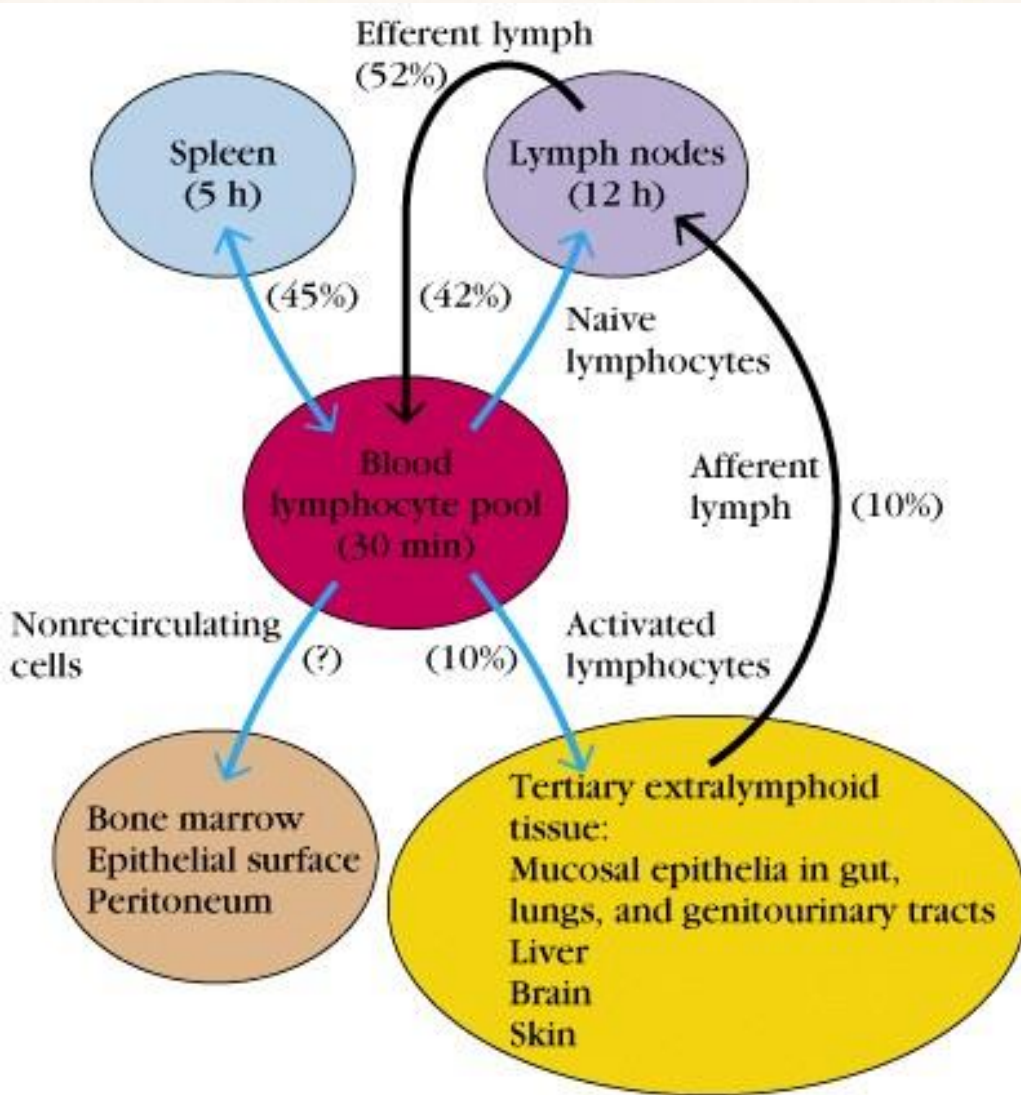 Efferent lymph
(52%)
Spleen
(5 h)
Lymph nodes
(12 h)
(45%)
(42%)
Naive
lymphocytes
Blood
lymphocyte pool
(30 min)
Afferent
lymph
(10%)
Nonrecirculating
cells
(?)
(10%)
Activated
lymphocytes
Bone marrow
Epithelial surface
Peritoneum
Tertiary extralymphoid
tissue:
Mucosal epithelia in gut,
lungs, and genitourinary tracts
Liver
Brain
Skin